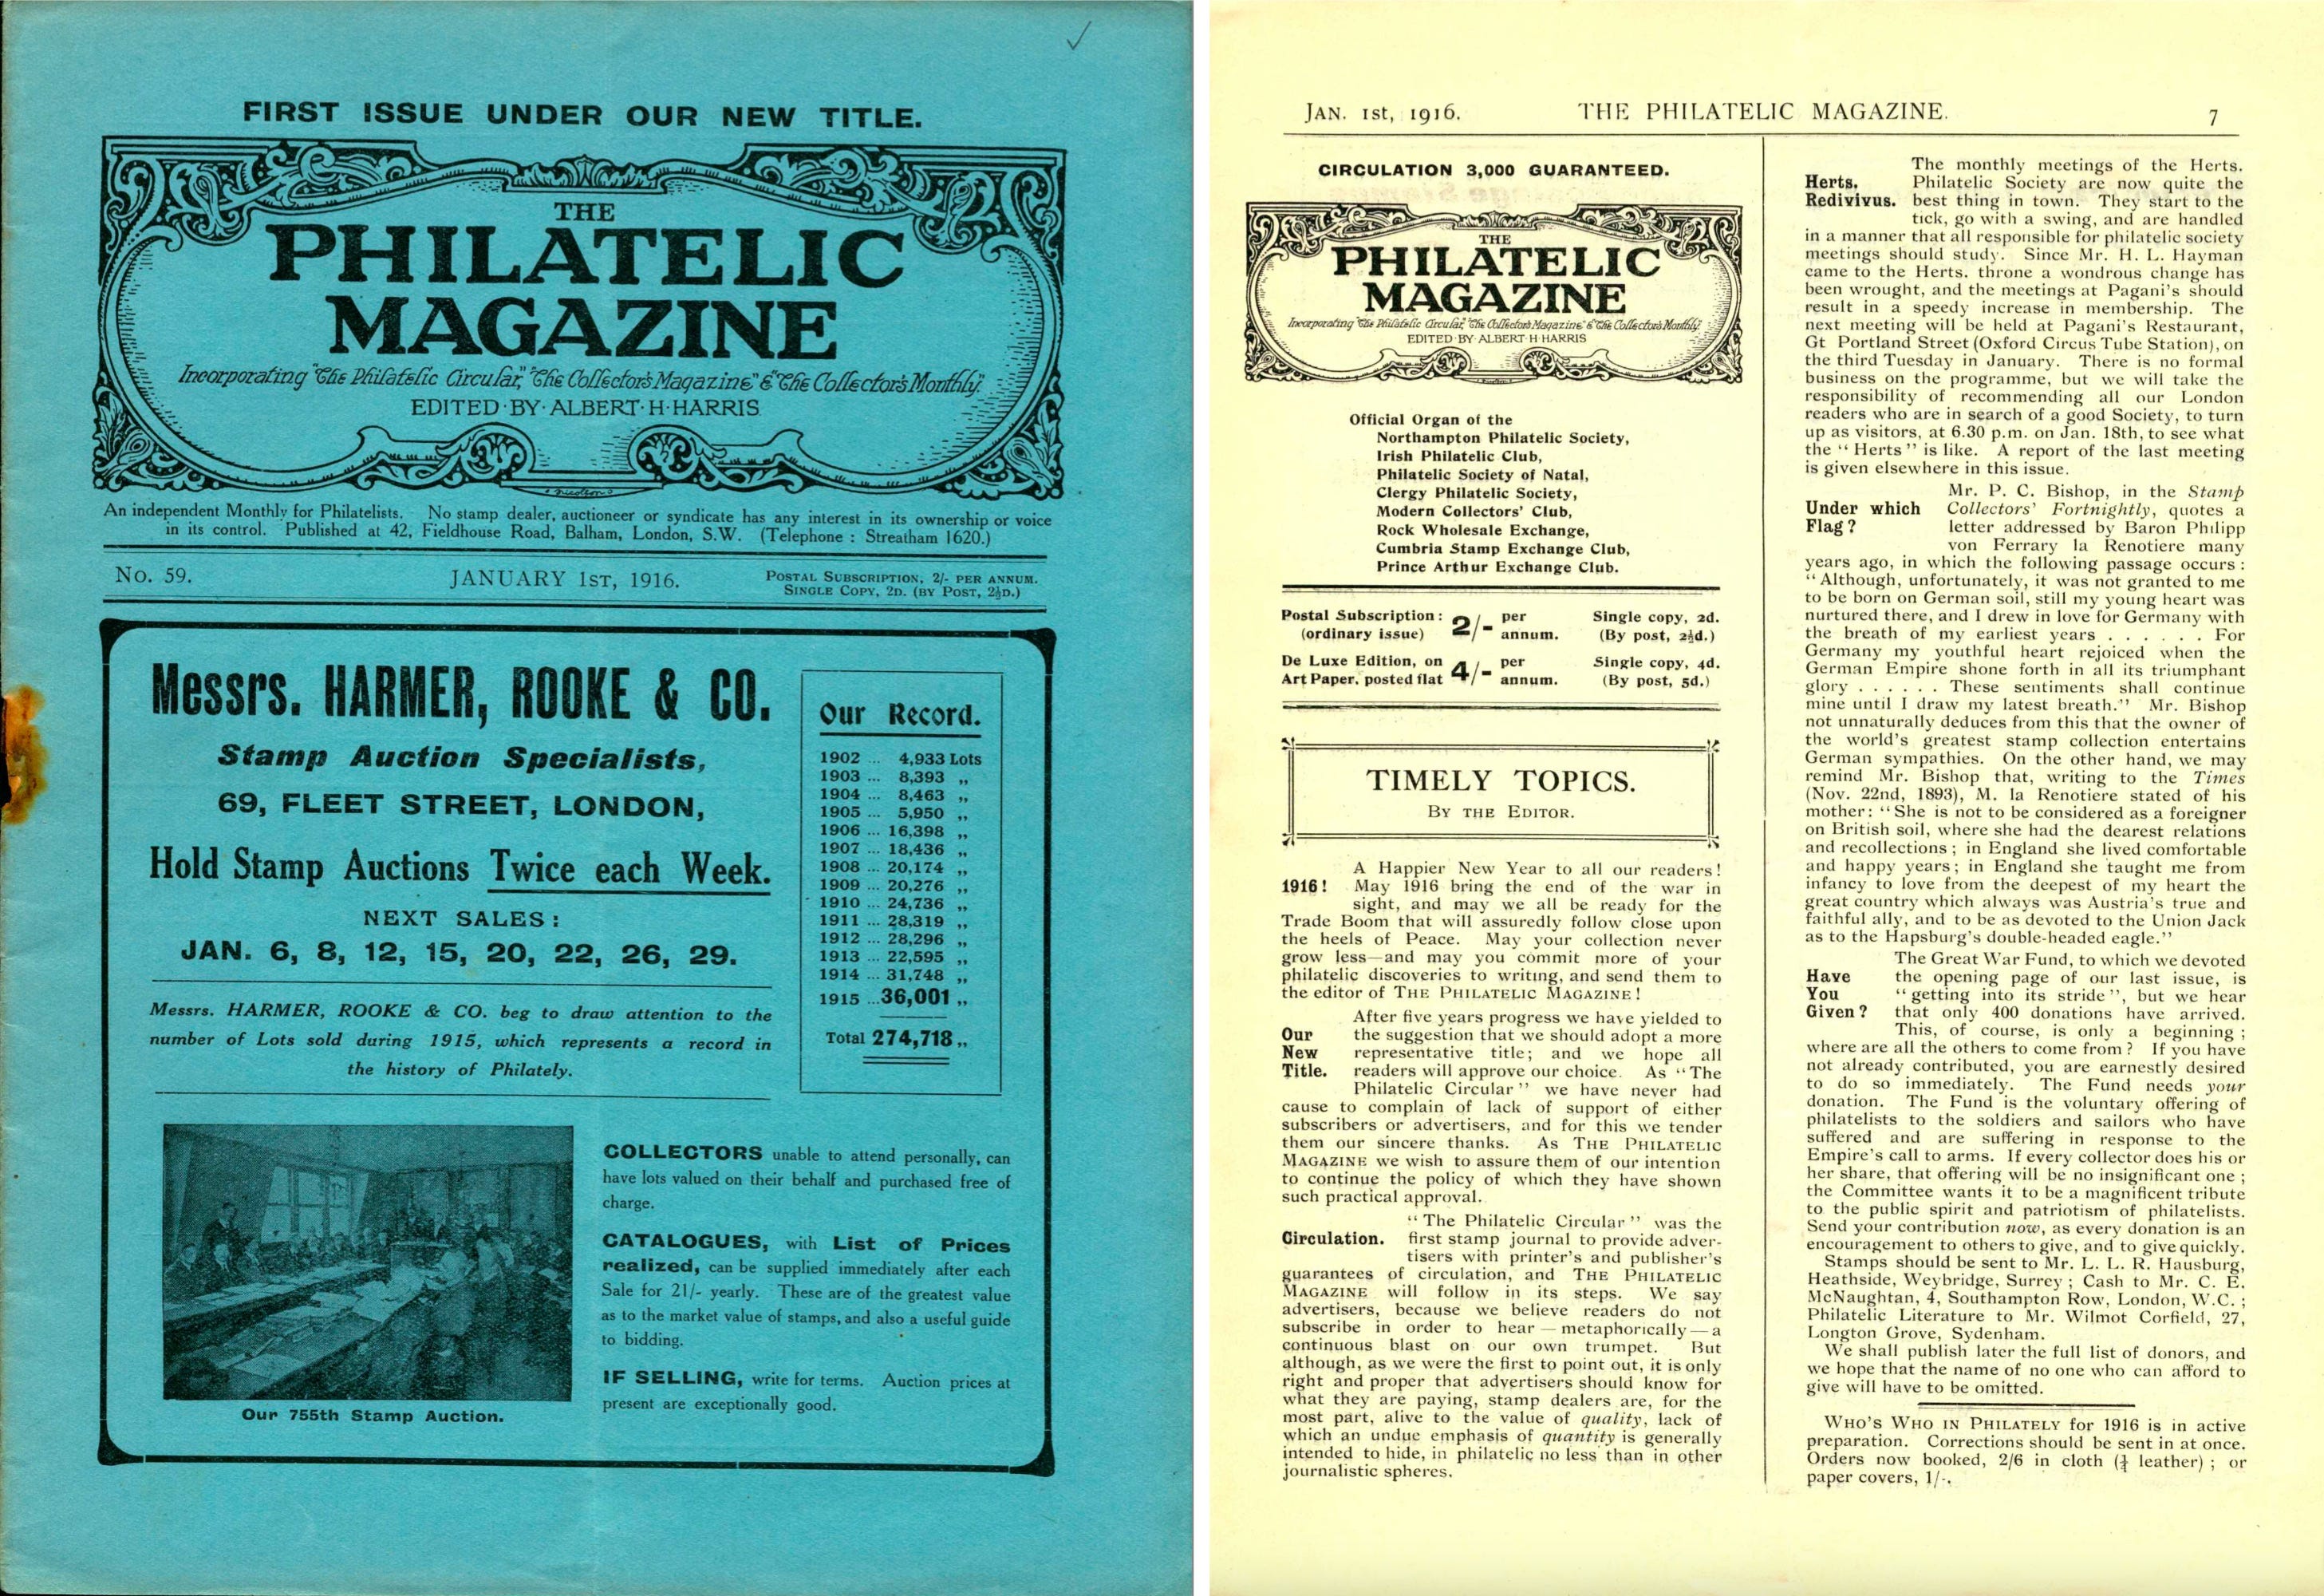 FIRST ISSUE UNDER OUR NEW TITLE.
THE
PHILATELIC
MAGAZINE
Incorporating "The Philatelic Circular," "The Collector's Magazine" & "The Collector's Monthly."
EDITED·BY·ALBERT·H·HARRIS
An independent Monthly for Philatelists. No stamp dealer, auctioneer or syndicate has any interest in its ownership or voice
in its control. Published at 42, Fieldhouse Road, Balham, London, S.W. (Telephone : Streatham 1620.)
No. 59.
JANUARY 1ST, 1916.
POSTAL SUBSCRIPTION, 2/- PER ANNUM.
SINGLE COPY, 2D. (BY POST, 2½D.)
Messrs. HARMER, ROOKE & CO.
Stamp Auction Specialists,
69, FLEET STREET, LONDON,
Hold Stamp Auctions Twice each Week.
NEXT SALES :
JAN. 6, 8, 12, 15, 20, 22, 26, 29.
Messrs. HARMER, ROOKE & CO. beg to draw attention to the
number of Lots sold during 1915, which represents a record in
the history of Philately.
Our Record.
1902 ... 4,933 Lots
1903 ... 8,393 ,,
1904 ... 8,463 ,,
1905 ... 5,950 ,,
1906 ... 16,398 ,,
1907 ... 18,436 ,,
1908 ... 20,174 ,,
1909 ... 20,276 ,,
1910 ... 24,736 ,,
1911 ... 28,319 ,,
1912 ... 28,296 ,,
1913 ... 22,595 ,,
1914 ... 31,748 ,,
1915 ...36,001 ,,
Total 274,718 ,,
Our 755th Stamp Auction.
COLLECTORS unable to attend personally, can
have lots valued on their behalf and purchased free of
charge.
CATALOGUES, with List of Prices
realized, can be supplied immediately after each
Sale for 21/- yearly. These are of the greatest value
as to the market value of stamps, and also a useful guide
to bidding.
IF SELLING, write for terms. Auction prices at
present are exceptionally good.
JAN. 1st, 1916.
THE PHILATELIC MAGAZINE.
7
CIRCULATION 3,000 GUARANTEED.
THE
PHILATELIC
MAGAZINE
Incorporating "The Philatelic Circular," "The Collector's Magazine" & "The Collector's Monthly."
EDITED·BY·ALBERT·H·HARRIS
Official Organ of the
Northampton Philatelic Society,
Irish Philatelic Club,
Philatelic Society of Natal,
Clergy Philatelic Society,
Modern Collectors' Club,
Rock Wholesale Exchange,
Cumbria Stamp Exchange Club,
Prince Arthur Exchange Club.
Postal Subscription : 2/- per Single copy, 2d.
(ordinary issue) annum. (By post, 2½d.)
De Luxe Edition, on 4/- per Single copy, 4d.
Art Paper, posted flat annum. (By post, 5d.)
TIMELY TOPICS.
BY THE EDITOR.
A Happier New Year to all our readers!
1916! May 1916 bring the end of the war in
sight, and may we all be ready for the
Trade Boom that will assuredly follow close upon
the heels of Peace. May your collection never
grow less—and may you commit more of your
philatelic discoveries to writing, and send them to
the editor of THE PHILATELIC MAGAZINE!
After five years progress we have yielded to
Our the suggestion that we should adopt a more
New representative title; and we hope all
Title. readers will approve our choice. As "The
Philatelic Circular" we have never had
cause to complain of lack of support of either
subscribers or advertisers, and for this we tender
them our sincere thanks. As THE PHILATELIC
MAGAZINE we wish to assure them of our intention
to continue the policy of which they have shown
such practical approval.
"The Philatelic Circular" was the
Circulation. first stamp journal to provide adver-
tisers with printer's and publisher's
guarantees of circulation, and THE PHILATELIC
MAGAZINE will follow in its steps. We say
advertisers, because we believe readers do not
subscribe in order to hear — metaphorically — a
continuous blast on our own trumpet. But
although, as we were the first to point out, it is only
right and proper that advertisers should know for
what they are paying, stamp dealers are, for the
most part, alive to the value of quality, lack of
which an undue emphasis of quantity is generally
intended to hide, in philatelic no less than in other
journalistic spheres.
The monthly meetings of the Herts.
Herts. Philatelic Society are now quite the
Redivivus. best thing in town. They start to the
tick, go with a swing, and are handled
in a manner that all responsible for philatelic society
meetings should study. Since Mr. H. L. Hayman
came to the Herts. throne a wondrous change has
been wrought, and the meetings at Pagani's should
result in a speedy increase in membership. The
next meeting will be held at Pagani's Restaurant,
Gt Portland Street (Oxford Circus Tube Station), on
the third Tuesday in January. There is no formal
business on the programme, but we will take the
responsibility of recommending all our London
readers who are in search of a good Society, to turn
up as visitors, at 6.30 p.m. on Jan. 18th, to see what
the "Herts" is like. A report of the last meeting
is given elsewhere in this issue.
Mr. P. C. Bishop, in the Stamp
Under which Collectors' Fortnightly, quotes a
Flag? letter addressed by Baron Philipp
von Ferrary la Renotiere many
years ago, in which the following passage occurs :
"Although, unfortunately, it was not granted to me
to be born on German soil, still my young heart was
nurtured there, and I drew in love for Germany with
the breath of my earliest years . . . . . . For
Germany my youthful heart rejoiced when the
German Empire shone forth in all its triumphant
glory . . . . . . These sentiments shall continue
mine until I draw my latest breath." Mr. Bishop
not unnaturally deduces from this that the owner of
the world's greatest stamp collection entertains
German sympathies. On the other hand, we may
remind Mr. Bishop that, writing to the Times
(Nov. 22nd, 1893), M. la Renotiere stated of his
mother: "She is not to be considered as a foreigner
on British soil, where she had the dearest relations
and recollections ; in England she lived comfortable
and happy years ; in England she taught me from
infancy to love from the deepest of my heart the
great country which always was Austria's true and
faithful ally, and to be as devoted to the Union Jack
as to the Hapsburg's double-headed eagle."
The Great War Fund, to which we devoted
Have the opening page of our last issue, is
You "getting into its stride", but we hear
Given? that only 400 donations have arrived.
This, of course, is only a beginning ;
where are all the others to come from ? If you have
not already contributed, you are earnestly desired
to do so immediately. The Fund needs your
donation. The Fund is the voluntary offering of
philatelists to the soldiers and sailors who have
suffered and are suffering in response to the
Empire's call to arms. If every collector does his or
her share, that offering will be no insignificant one ;
the Committee wants it to be a magnificent tribute
to the public spirit and patriotism of philatelists.
Send your contribution now, as every donation is an
encouragement to others to give, and to give quickly.
Stamps should be sent to Mr. L. L. R. Hausburg,
Heathside, Weybridge, Surrey ; Cash to Mr. C. E.
McNaughtan, 4, Southampton Row, London, W.C. ;
Philatelic Literature to Mr. Wilmot Corfield, 27,
Longton Grove, Sydenham.
We shall publish later the full list of donors, and
we hope that the name of no one who can afford to
give will have to be omitted.
WHO'S WHO IN PHILATELY for 1916 is in active
preparation. Corrections should be sent in at once.
Orders now booked, 2/6 in cloth (¼ leather) ; or
paper covers, 1/-.